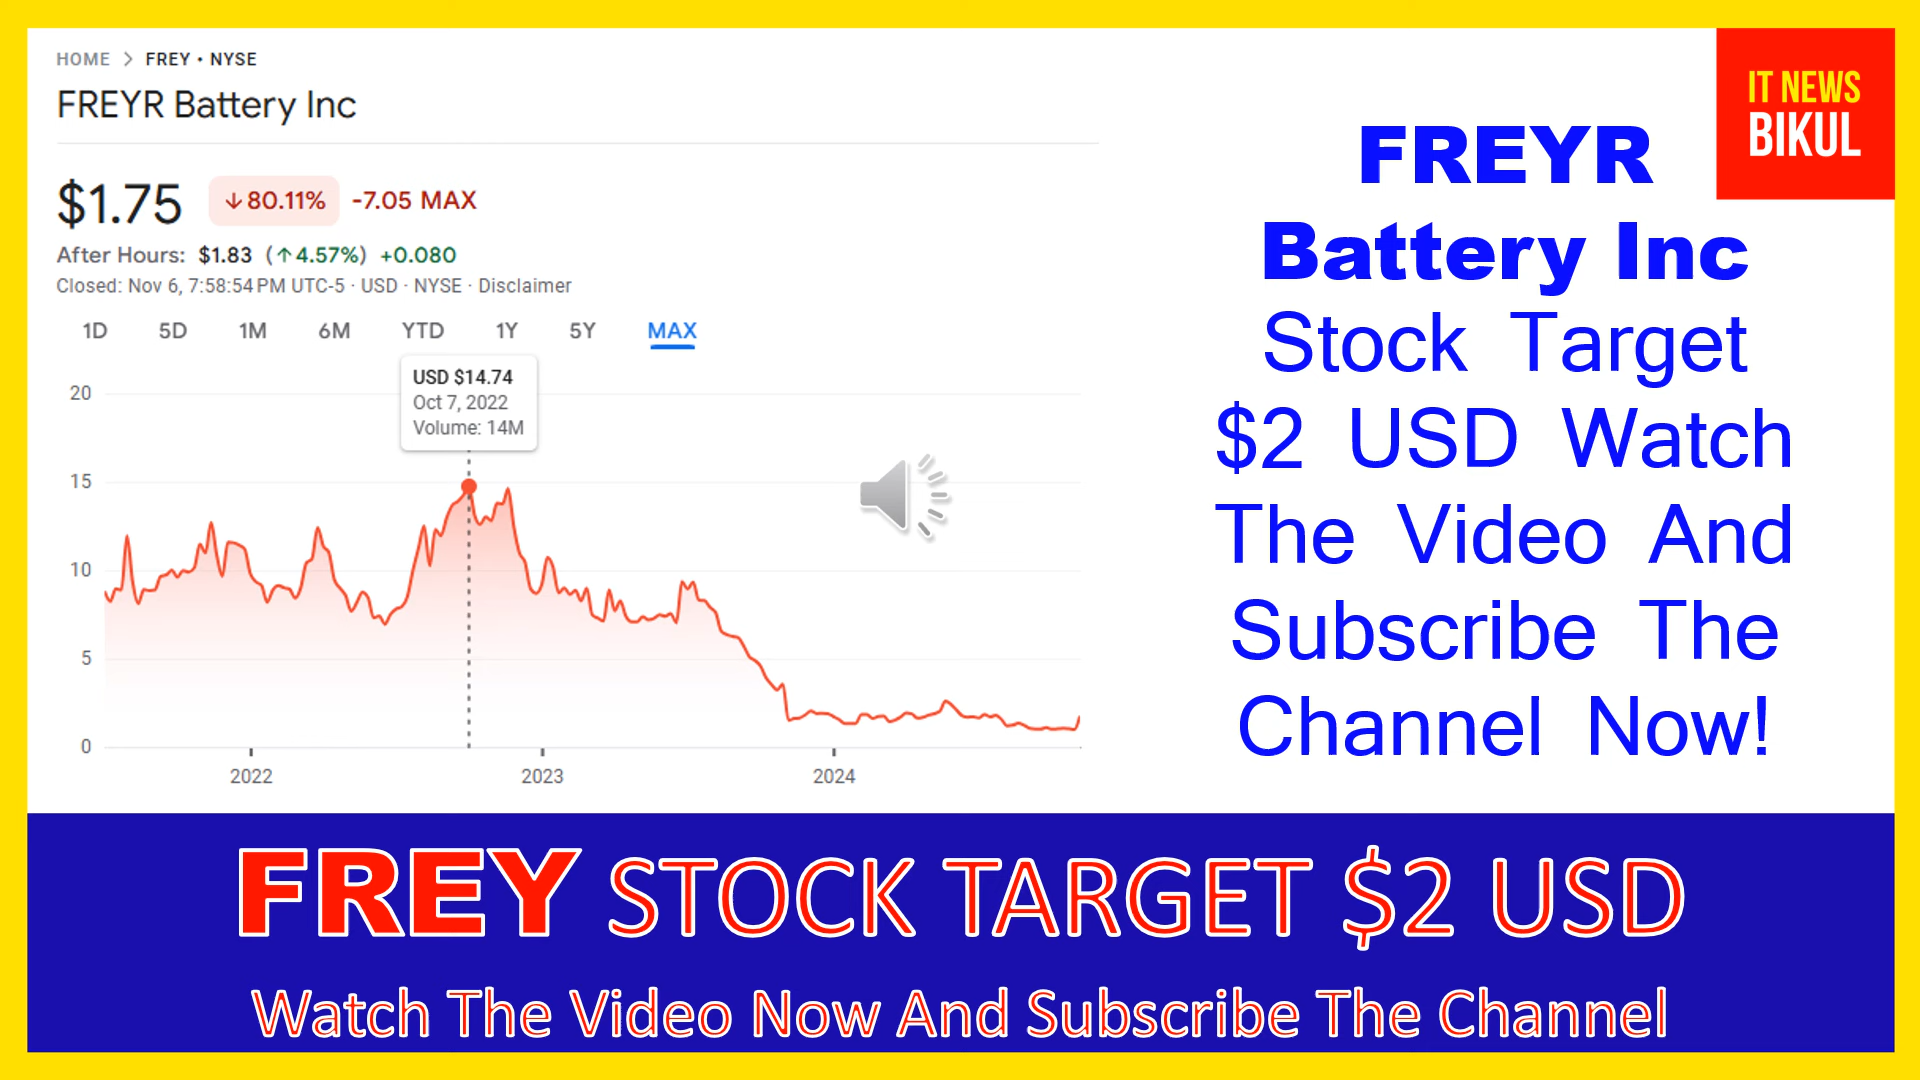 HOME > FREY • NYSE
FREYR Battery Inc
$1.75 ↓80.11% -7.05 MAX
After Hours: $1.83 (↑4.57%) +0.080
Closed: Nov 6, 7:58:54 PM UTC-5 · USD · NYSE · Disclaimer
1D 5D 1M 6M YTD 1Y 5Y MAX
USD $14.74
Oct 7, 2022
Volume: 14M
20
15
10
5
0
2022 2023 2024
IT NEWS
BIKUL
FREYR
Battery Inc
Stock Target
$2 USD Watch
The Video And
Subscribe The
Channel Now!
FREY STOCK TARGET $2 USD
Watch The Video Now And Subscribe The Channel